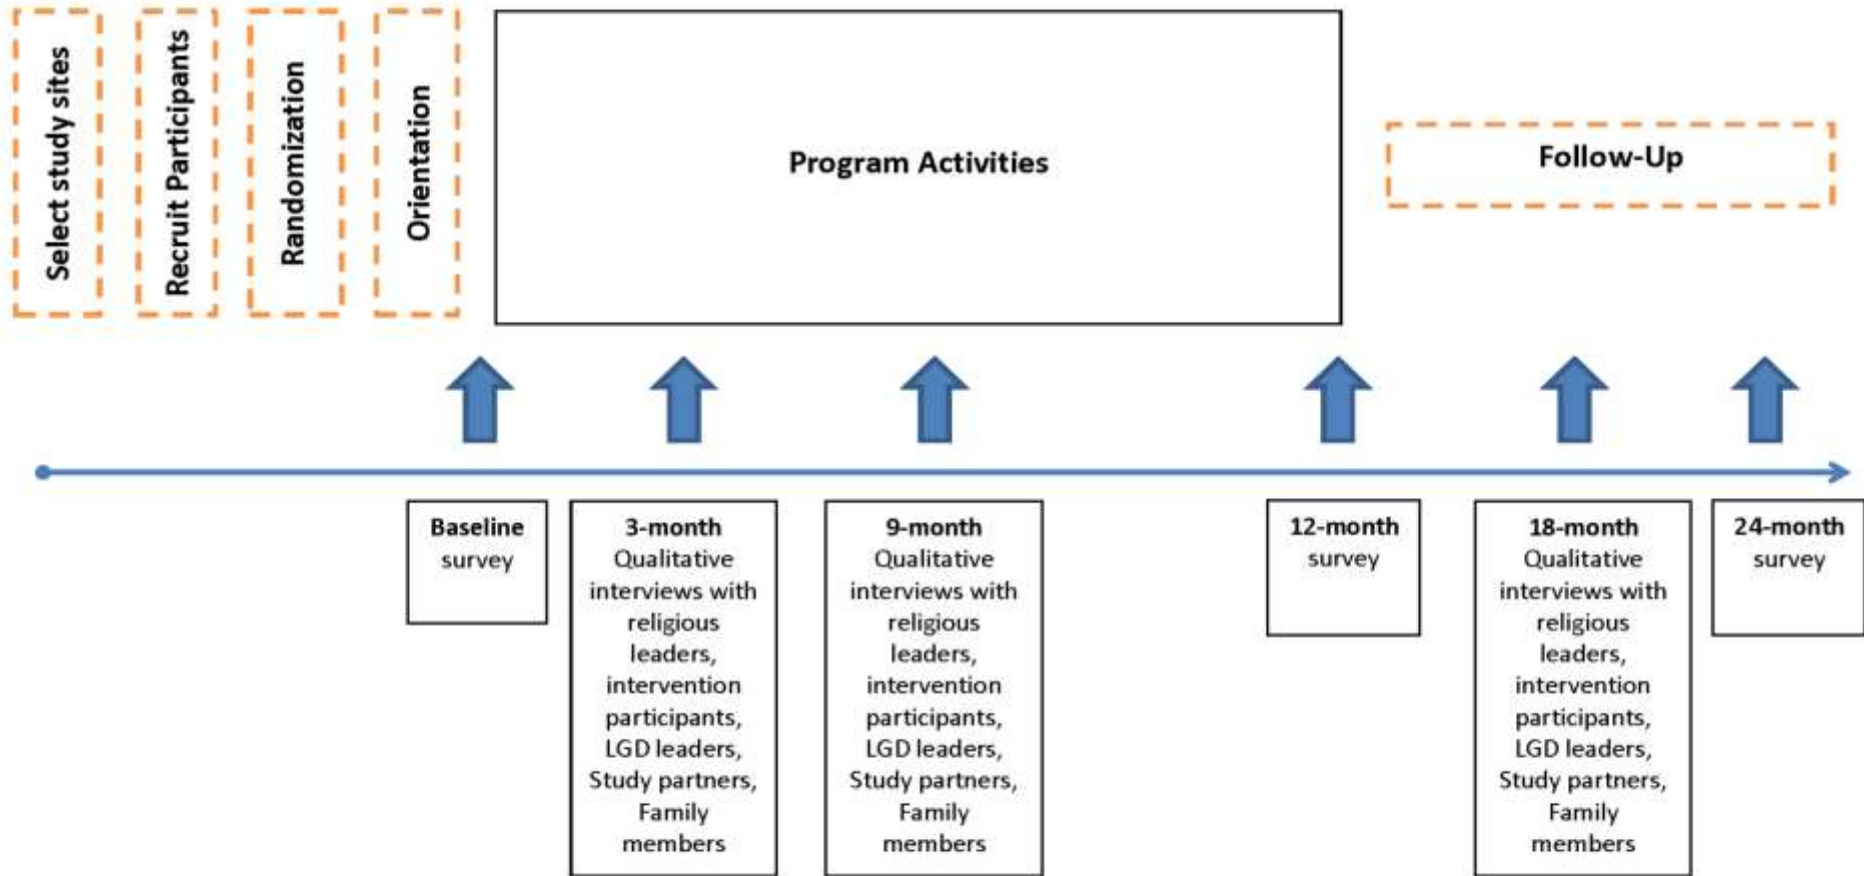 Select study sites
Recruit Participants
Randomization
Orientation
Program Activities
Follow-Up
Baseline
survey
3-month
Qualitative
interviews with
religious
leaders,
intervention
participants,
LGD leaders,
Study partners,
Family
members
9-month
Qualitative
interviews with
religious
leaders,
intervention
participants,
LGD leaders,
Study partners,
Family
members
12-month
survey
18-month
Qualitative
interviews with
religious
leaders,
intervention
participants,
LGD leaders,
Study partners,
Family
members
24-month
survey